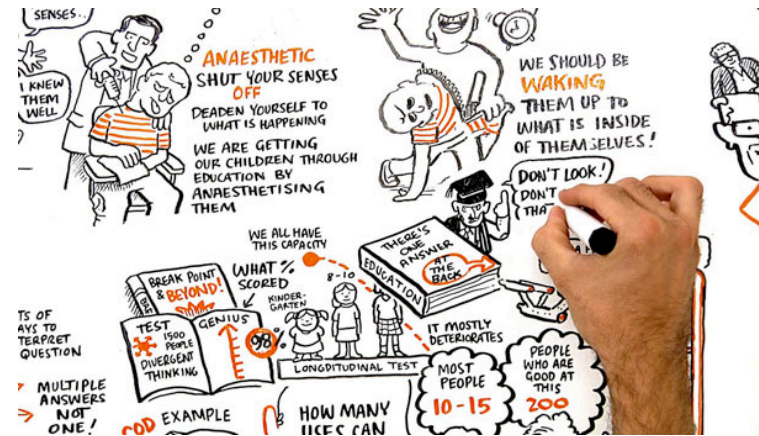 SENSES..
I KNEW
THEM
WELL
ANAESTHETIC
SHUT YOUR SENSES
OFF
DEADEN YOURSELF TO
WHAT IS HAPPENING
WE ARE GETTING
OUR CHILDREN THROUGH
EDUCATION BY
ANAESTHETISING
THEM
WE SHOULD BE
WAKING
THEM UP TO
WHAT IS INSIDE
OF THEMSELVES!
DON'T LOOK!
DON'T
THA
WE ALL HAVE
THIS CAPACITY
THERE'S
ONE
ANSWER
AT
THE
BACK
EDUCATION
BREAK POINT
& BEYOND!
WHAT %
SCORED
TEST
1500
PEOPLE
DIVERGENT
THINKING
GENIUS
98%
KINDER-
GARTEN
8-10
LONGDITUDINAL TEST
IT MOSTLY
DETERIORATES
MOST
PEOPLE
10-15
PEOPLE
WHO ARE
GOOD AT
THIS
200
TS OF
AYS TO
TERPRET
QUESTION
MULTIPLE
ANSWERS
NOT
ONE!
OD EXAMPLE
HOW MANY
USES CAN